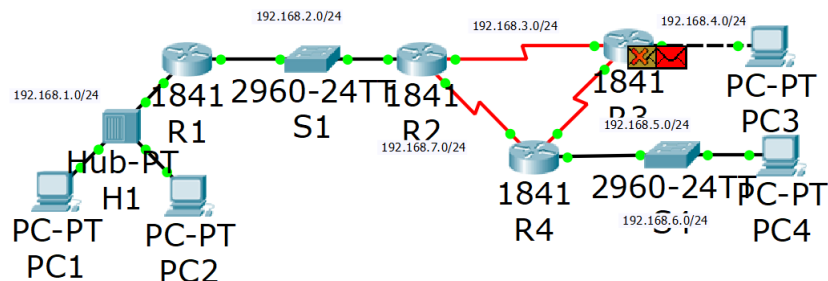 192.168.2.0/24
192.168.3.0/24
192.168.4.0/24
192.168.1.0/24
1841
R1
2960-24TT
S1
1841
R2
1841
R3
PC-PT
PC3
192.168.5.0/24
192.168.7.0/24
Hub-PT
H1
1841
R4
2960-24TT
PC-PT
PC4
192.168.6.0/24
PC-PT
PC1
PC-PT
PC2